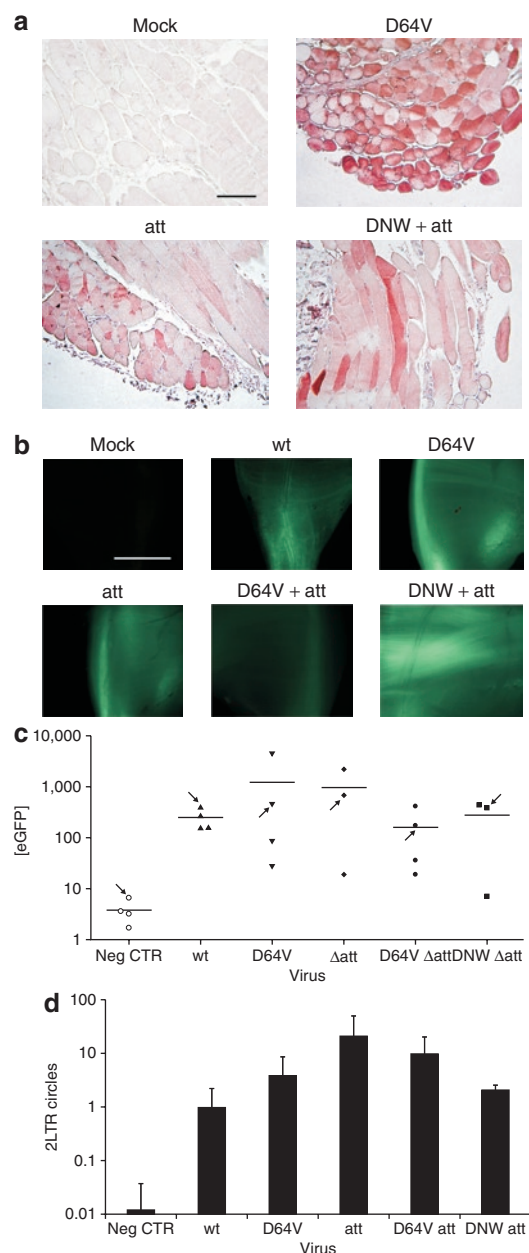 a
Mock D64V
att DNW + att
b
Mock wt D64V
att D64V + att DNW + att
c
10,000
1,000
100
10
1
[eGFP]
Neg CTR wt D64V Δatt D64V Δatt DNW Δatt
Virus
d
100
10
1
0.1
0.01
2LTR circles
Neg CTR wt D64V att D64V att DNW att
Virus